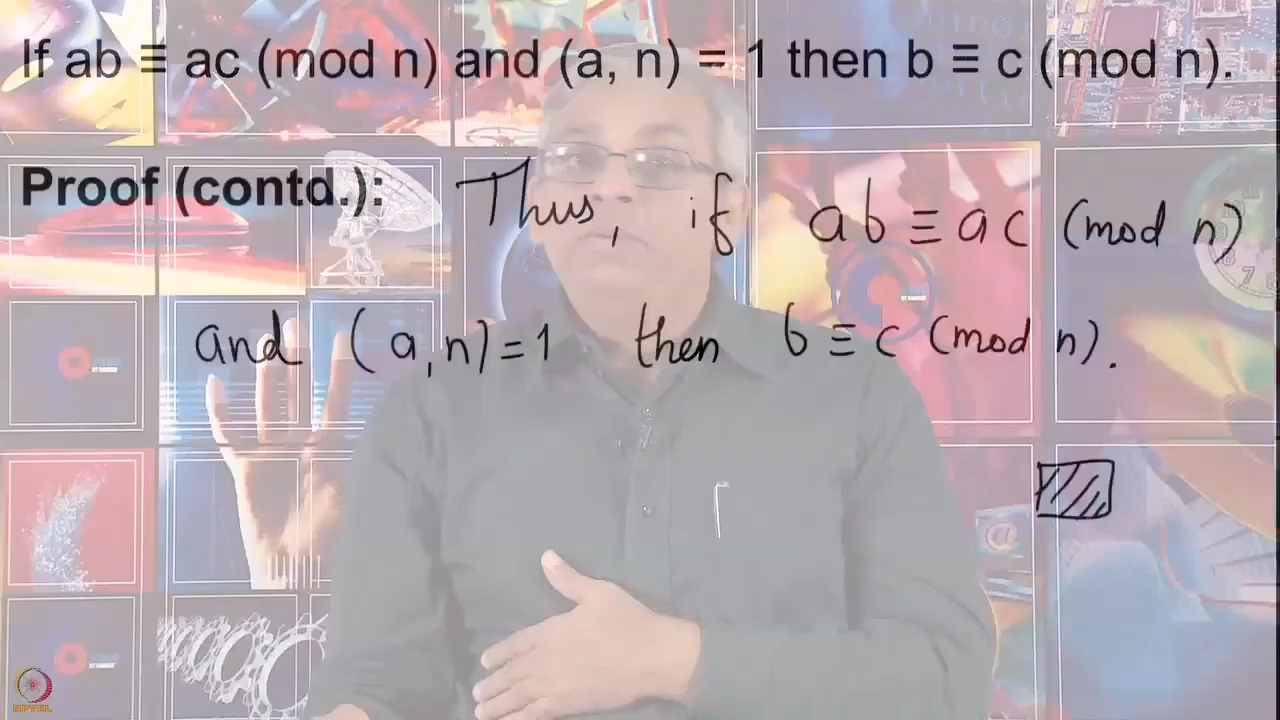 If ab ≡ ac (mod n) and (a, n) = 1 then b ≡ c (mod n).
Proof (contd.): Thus, if ab ≡ ac (mod n)
and (a, n) = 1 then b ≡ c (mod n).
NPTEL